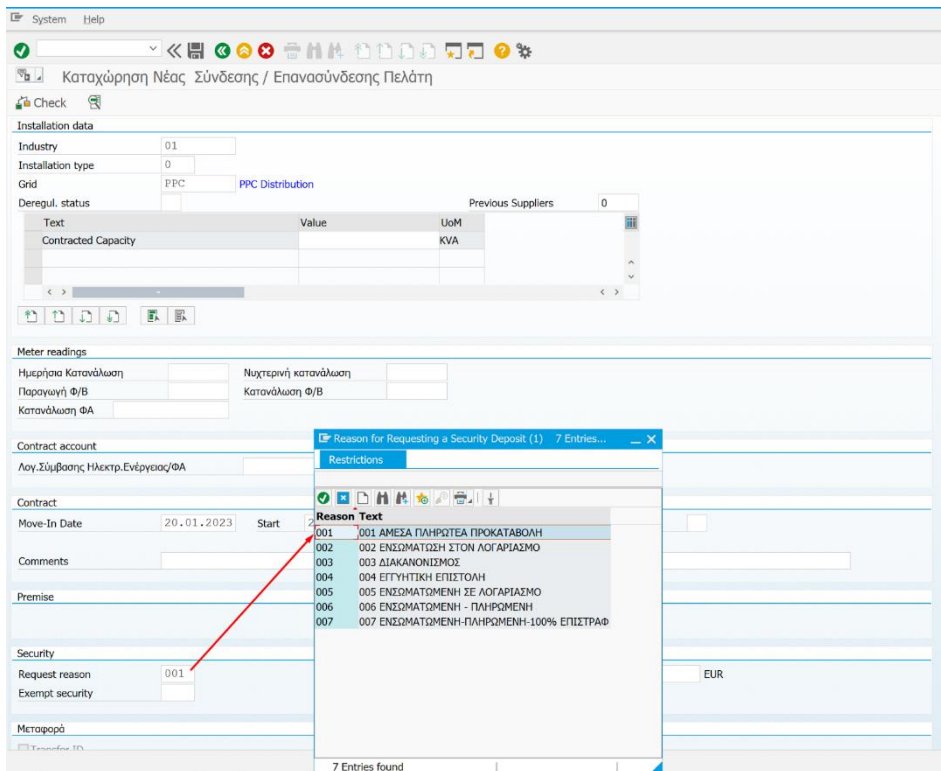 System Help
Καταχώρηση Νέας Σύνδεσης / Επανασύνδεσης Πελάτη
Check
Installation data
Industry 01
Installation type 0
Grid PPC PPC Distribution
Deregul. status Previous Suppliers 0
Text Value UoM
Contracted Capacity KVA
Meter readings
Ημερήσια Κατανάλωση Νυχτερινή κατανάλωση
Παραγωγή Φ/Β Κατανάλωση Φ/Β
Κατανάλωση ΦΑ
Contract account
Λογ.Σύμβασης Ηλεκτρ.Ενέργειας/ΦΑ
Contract
Move-In Date 20.01.2023 Start 2
Comments
Premise
Security
Request reason 001 EUR
Exempt security
Μεταφορά
Transfer ID
Reason for Requesting a Security Deposit (1) 7 Entries...
Restrictions
Reason Text
001 001 ΑΜΕΣΑ ΠΛΗΡΩΤΕΑ ΠΡΟΚΑΤΑΒΟΛΗ
002 002 ΕΝΣΩΜΑΤΩΣΗ ΣΤΟΝ ΛΟΓΑΡΙΑΣΜΟ
003 003 ΔΙΑΚΑΝΟΝΙΣΜΟΣ
004 004 ΕΓΓΥΗΤΙΚΗ ΕΠΙΣΤΟΛΗ
005 005 ΕΝΣΩΜΑΤΩΜΕΝΗ ΣΕ ΛΟΓΑΡΙΑΣΜΟ
006 006 ΕΝΣΩΜΑΤΩΜΕΝΗ - ΠΛΗΡΩΜΕΝΗ
007 007 ΕΝΣΩΜΑΤΩΜΕΝΗ-ΠΛΗΡΩΜΕΝΗ-100% ΕΠΙΣΤΡΑΦ
7 Entries found